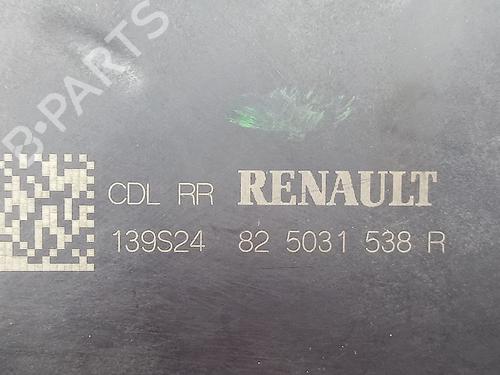 B-PARTS
CDL RR RENAULT
139S24 82 5031 538 R